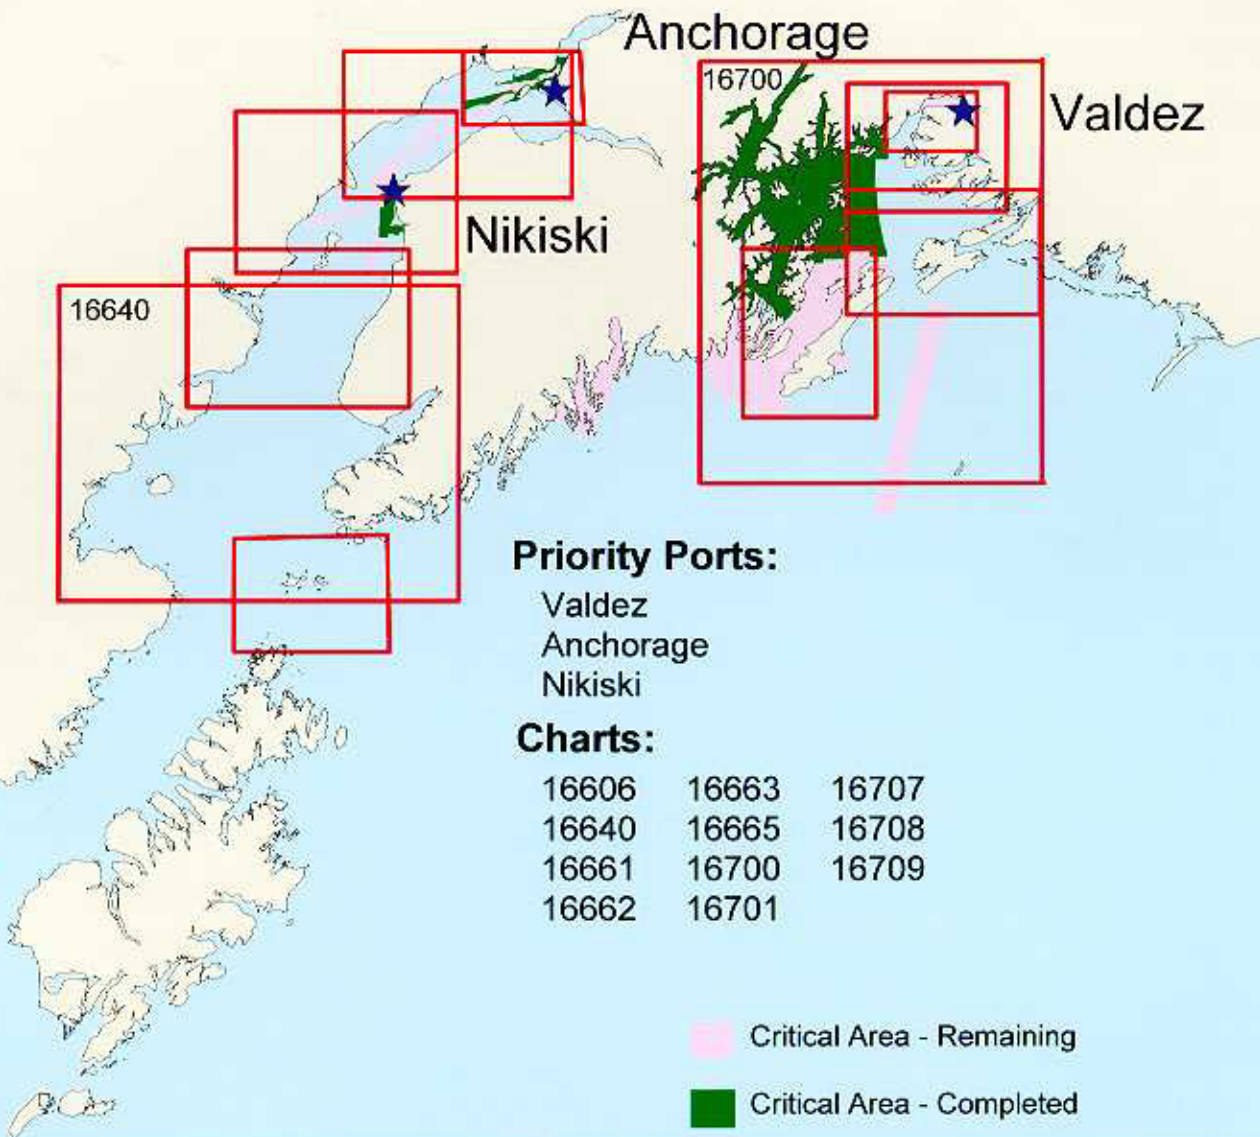 Anchorage
16700
Valdez
Nikiski
16640
Priority Ports:
Valdez
Anchorage
Nikiski
Charts:
16606 16663 16707
16640 16665 16708
16661 16700 16709
16662 16701
Critical Area - Remaining
Critical Area - Completed